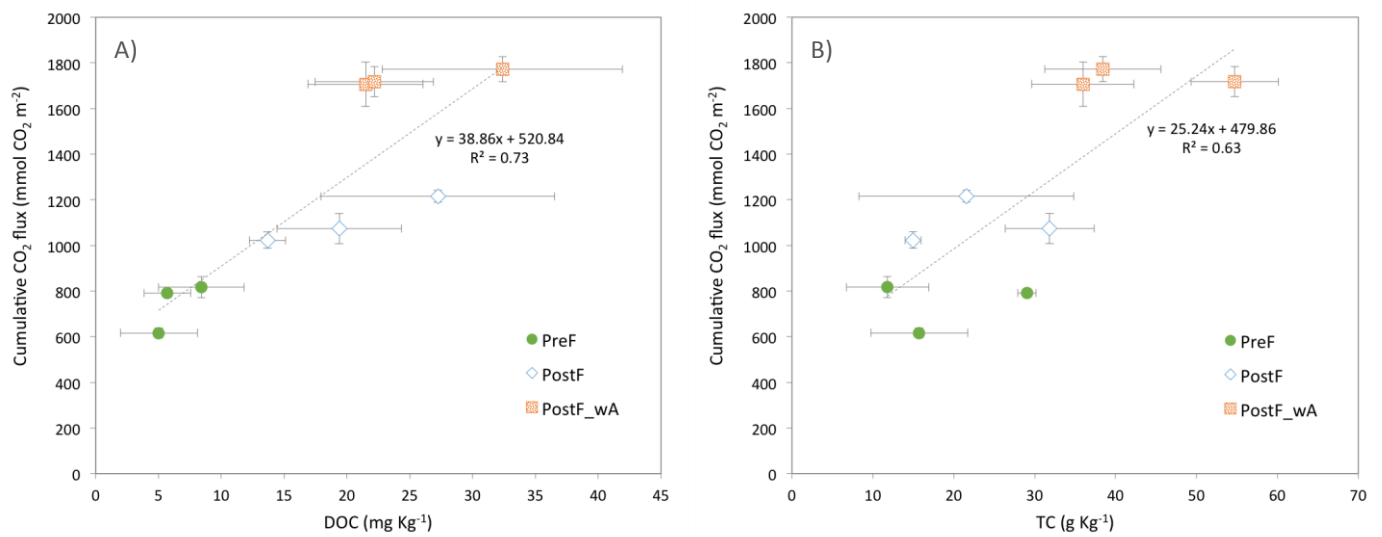 A)
Cumulative CO₂ flux (mmol CO₂ m⁻²)
2000
1800
1600
1400
1200
1000
800
600
400
200
0
y = 38.86x + 520.84
R² = 0.73
PreF
PostF
PostF_wA
0 5 10 15 20 25 30 35 40 45
DOC (mg Kg⁻¹)
B)
Cumulative CO₂ flux (mmol CO₂ m⁻²)
2000
1800
1600
1400
1200
1000
800
600
400
200
0
y = 25.24x + 479.86
R² = 0.63
PreF
PostF
PostF_wA
0 10 20 30 40 50 60 70
TC (g Kg⁻¹)